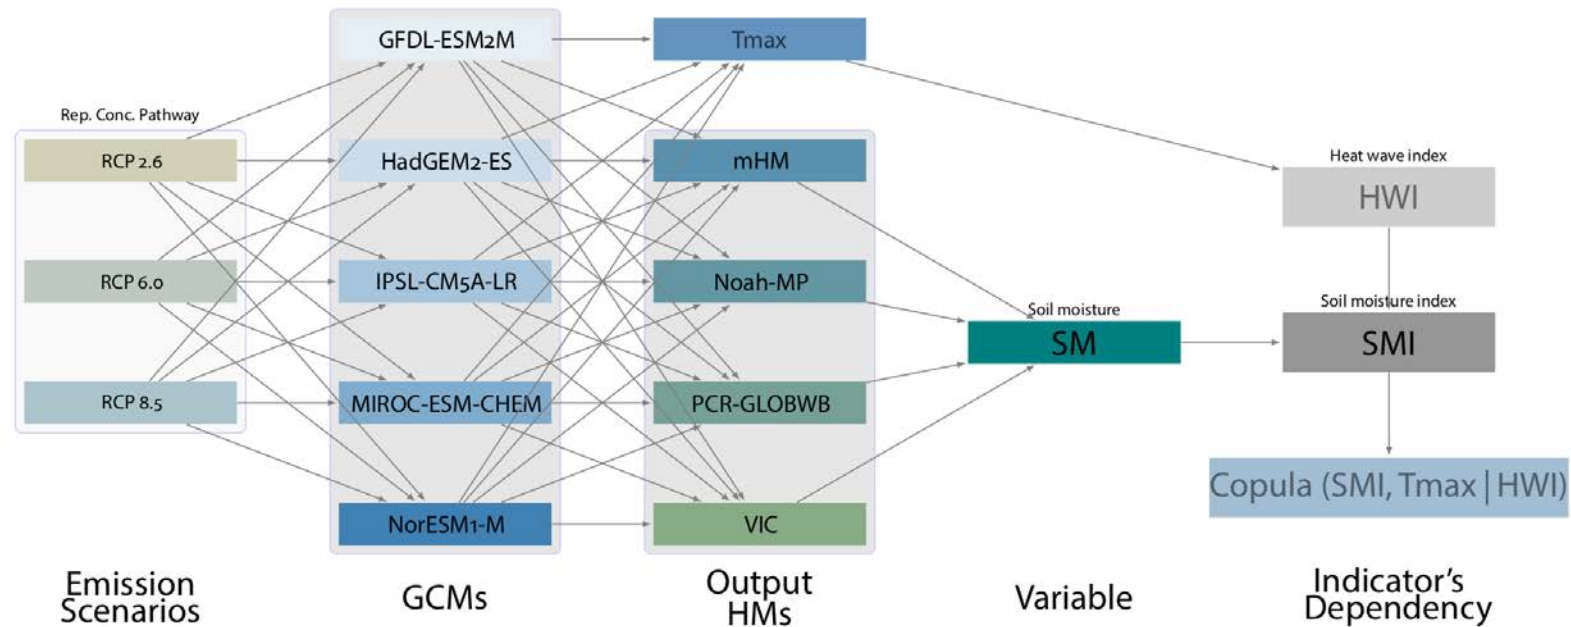 Rep. Conc. Pathway
RCP 2.6
RCP 6.0
RCP 8.5
Emission
Scenarios
GFDL-ESM2M
HadGEM2-ES
IPSL-CM5A-LR
MIROC-ESM-CHEM
NorESM1-M
GCMs
Tmax
mHM
Noah-MP
PCR-GLOBWB
VIC
Output
HMs
Soil moisture
SM
Variable
Heat wave index
HWI
Soil moisture index
SMI
Copula (SMI, Tmax | HWI)
Indicator's
Dependency